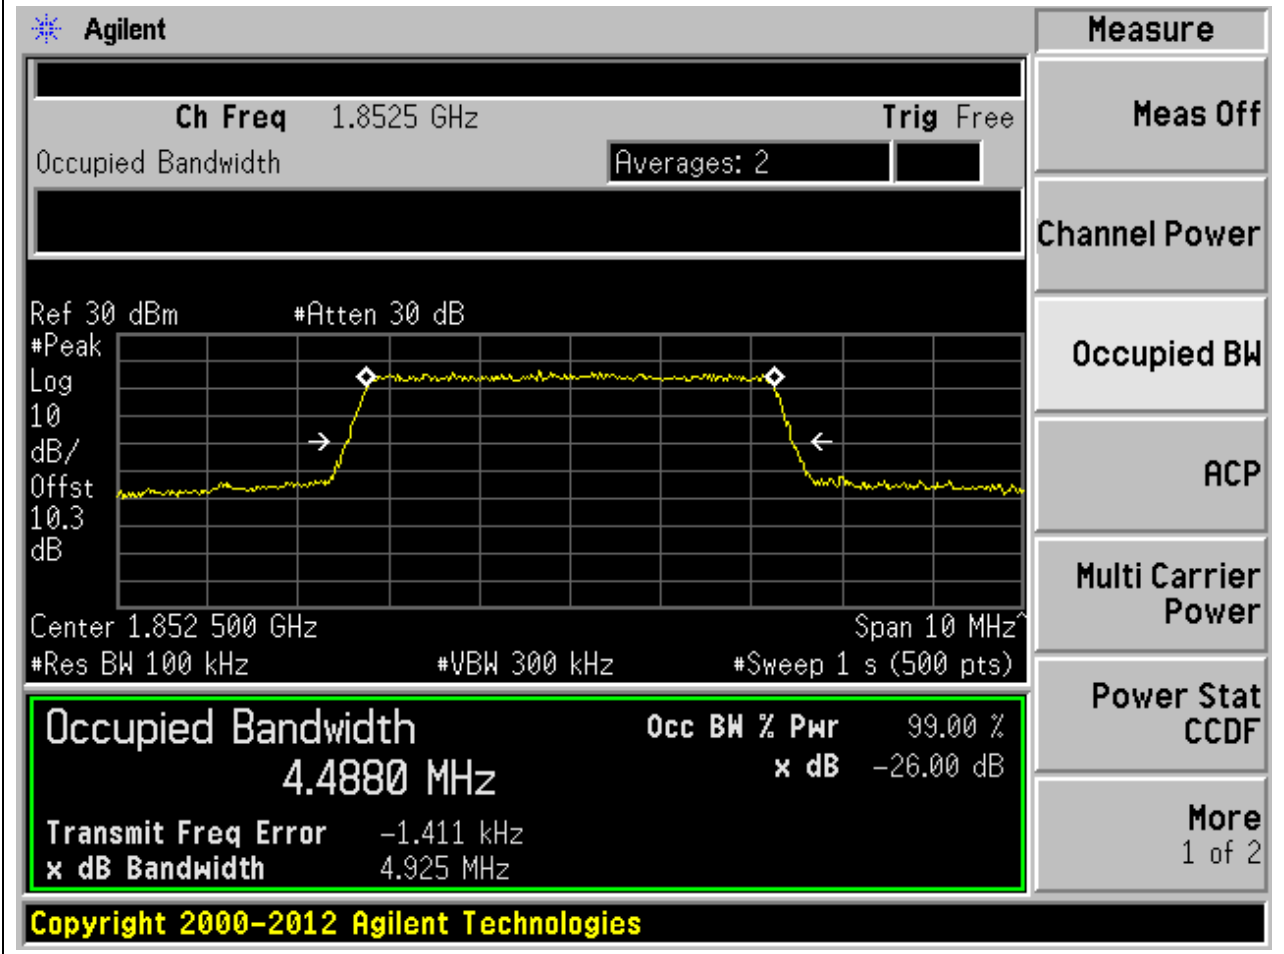 Agilent
Measure
Ch Freq 1.8525 GHz Trig Free
Occupied Bandwidth Averages: 2
Meas Off
Channel Power
Ref 30 dBm #Atten 30 dB
#Peak
Log
10
dB/
Offst
10.3
dB
Occupied BW
ACP
Center 1.852 500 GHz Span 10 MHz^
#Res BW 100 kHz #VBW 300 kHz #Sweep 1 s (500 pts)
Multi Carrier
Power
Occupied Bandwidth Occ BW % Pwr 99.00 %
4.4880 MHz x dB -26.00 dB
Transmit Freq Error -1.411 kHz
x dB Bandwidth 4.925 MHz
Power Stat
CCDF
More
1 of 2
Copyright 2000-2012 Agilent Technologies